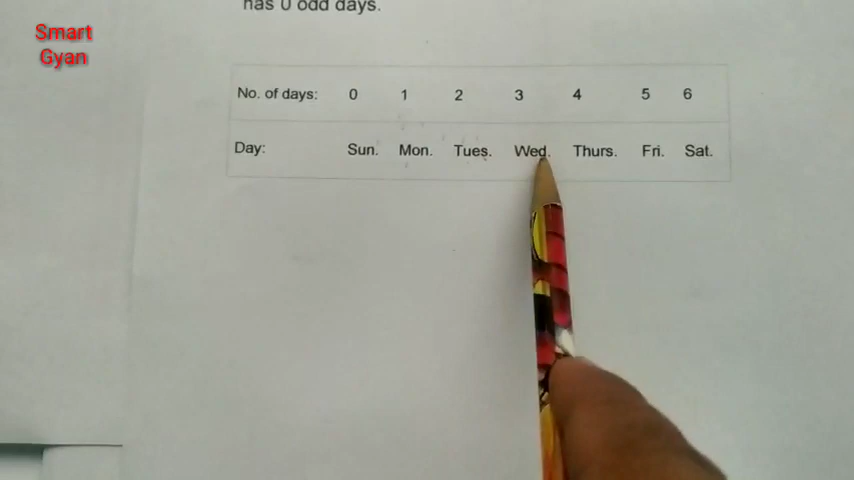 has 0 odd days.
Smart
Gyan
No. of days: 0 1 2 3 4 5 6
Day: Sun. Mon. Tues. Wed. Thurs. Fri. Sat.